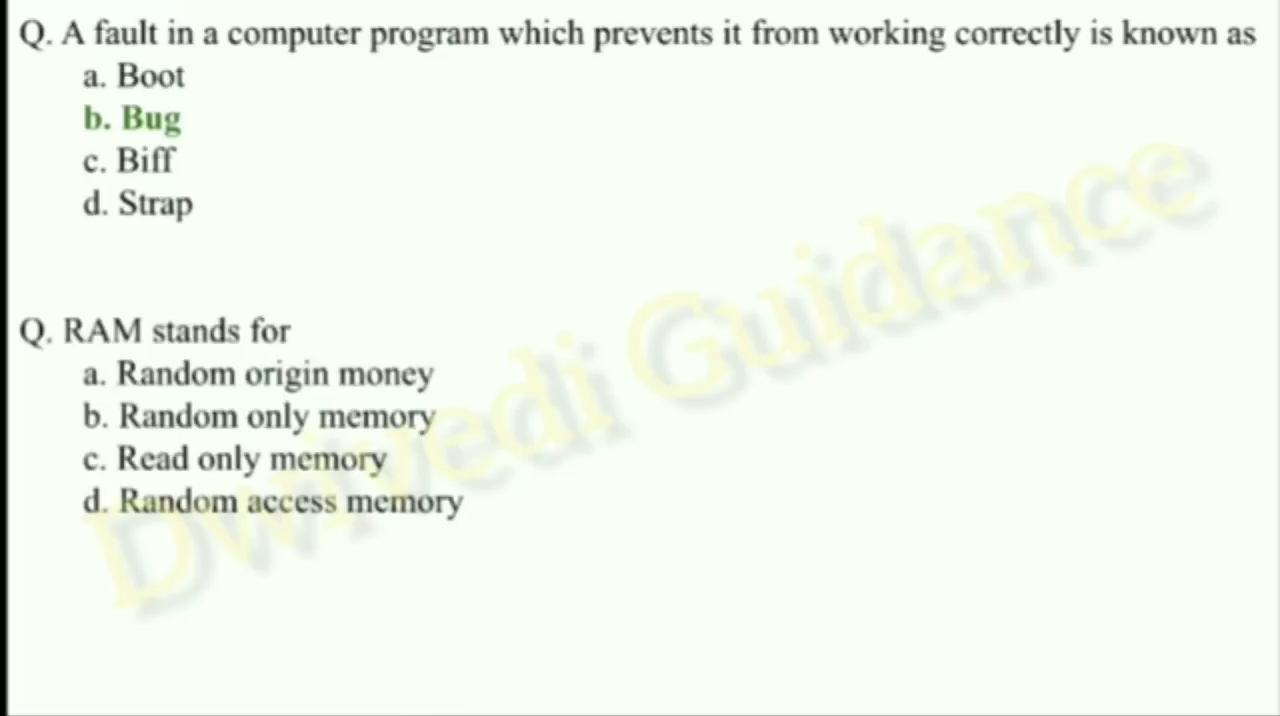 Q. A fault in a computer program which prevents it from working correctly is known as
a. Boot
b. Bug
c. Biff
d. Strap
Q. RAM stands for
a. Random origin money
b. Random only memory
c. Read only memory
d. Random access memory
Dwivedi Guidance